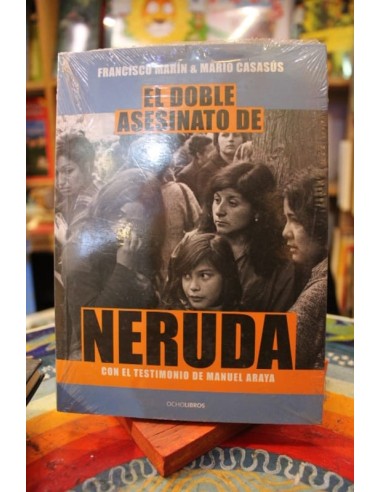 FRANCISCO MARÍN & MARIO CASASÚS
EL DOBLE
ASESINATO DE
NERUDA
CON EL TESTIMONIO DE MANUEL ARAYA
OCHOLIBROS